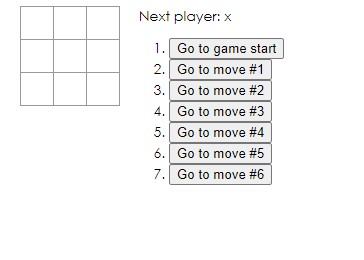 Next player: x
1. Go to game start
2. Go to move #1
3. Go to move #2
4. Go to move #3
5. Go to move #4
6. Go to move #5
7. Go to move #6